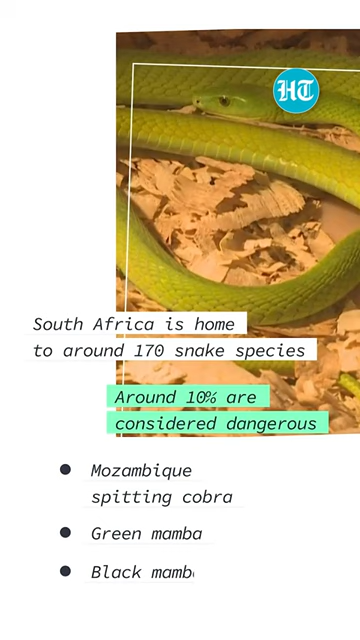 HT
South Africa is home
to around 170 snake species
Around 10% are
considered dangerous
Mozambique
spitting cobra
Green mamba
Black mamb